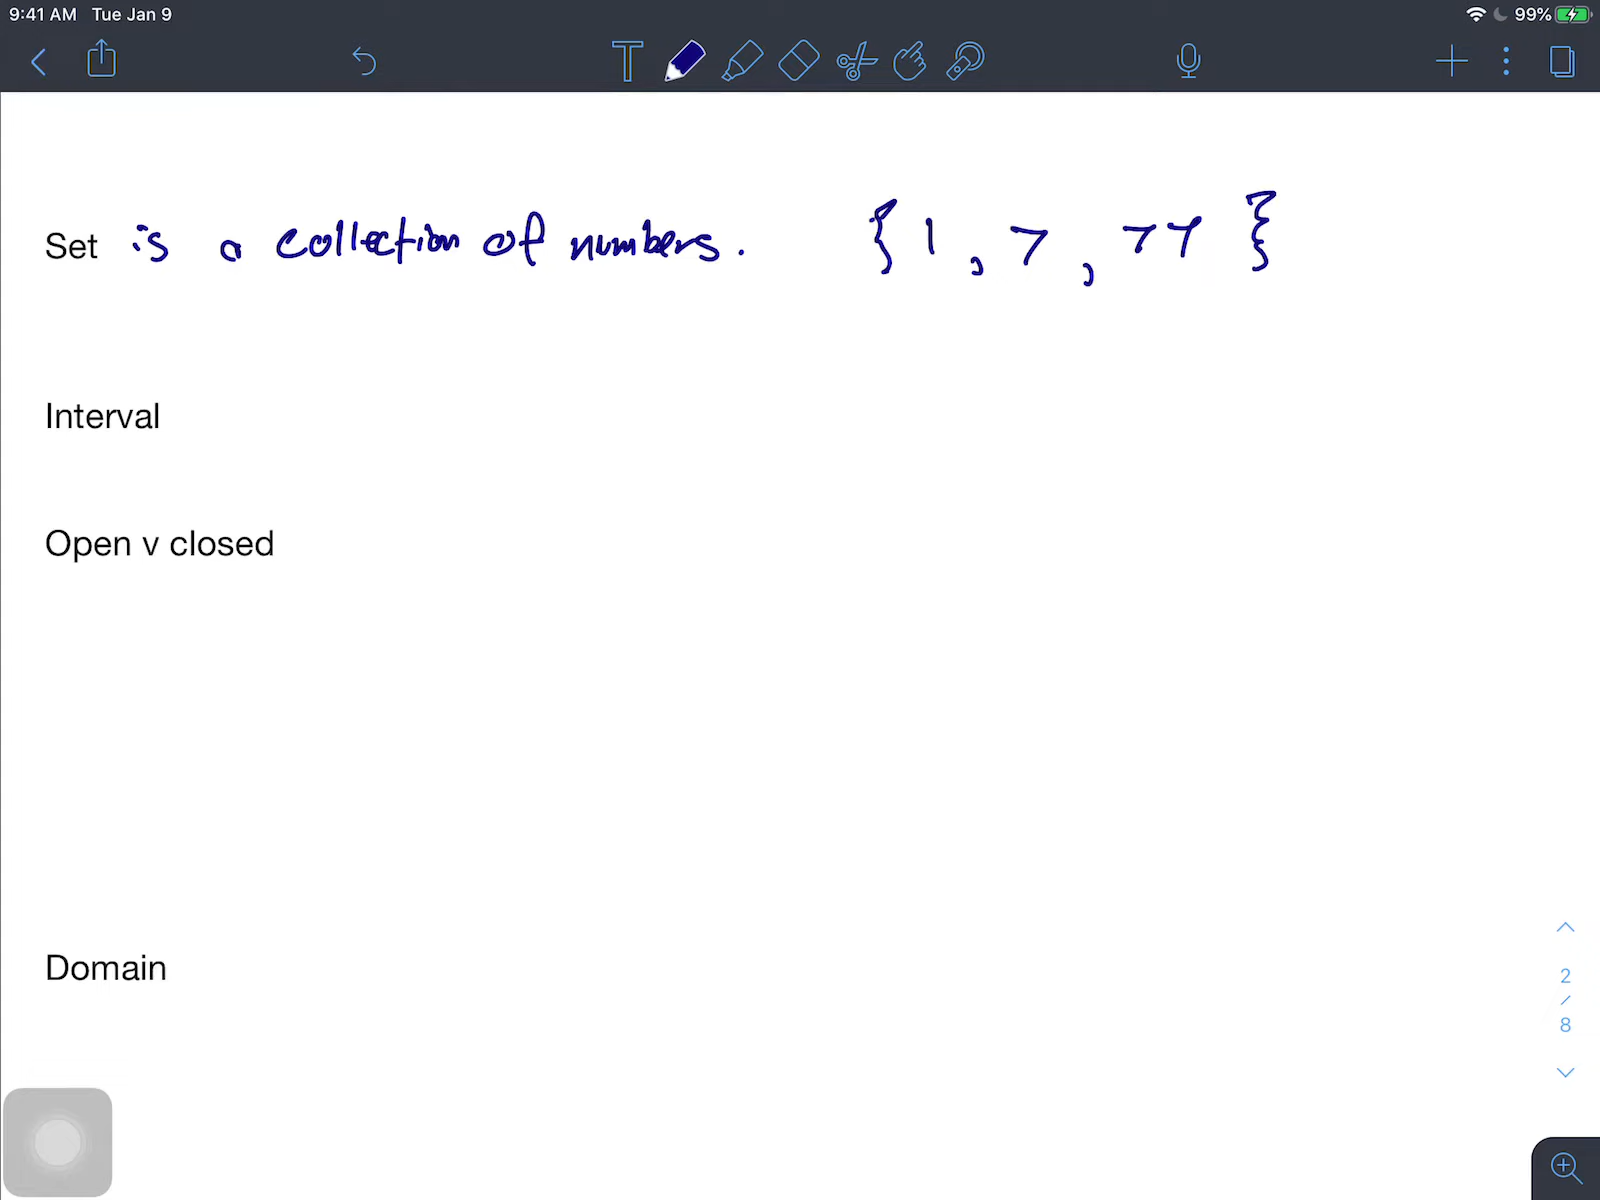 9:41 AM Tue Jan 9 99%
Set is a collection of numbers. {1, 7, 77}
Interval
Open v closed
Domain
2
/
8